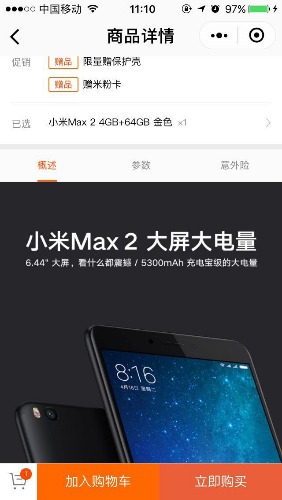 中国移动
11:10
97%
商品详情
促销 赠品 限量赠保护壳
赠品 赠米粉卡
已选 小米Max 2 4GB+64GB 金色 x1
概述 参数 意外险
小米Max 2 大屏大电量
6.44" 大屏，看什么都震撼 / 5300mAh 充电宝级的大电量
8:16
1
加入购物车
立即购买